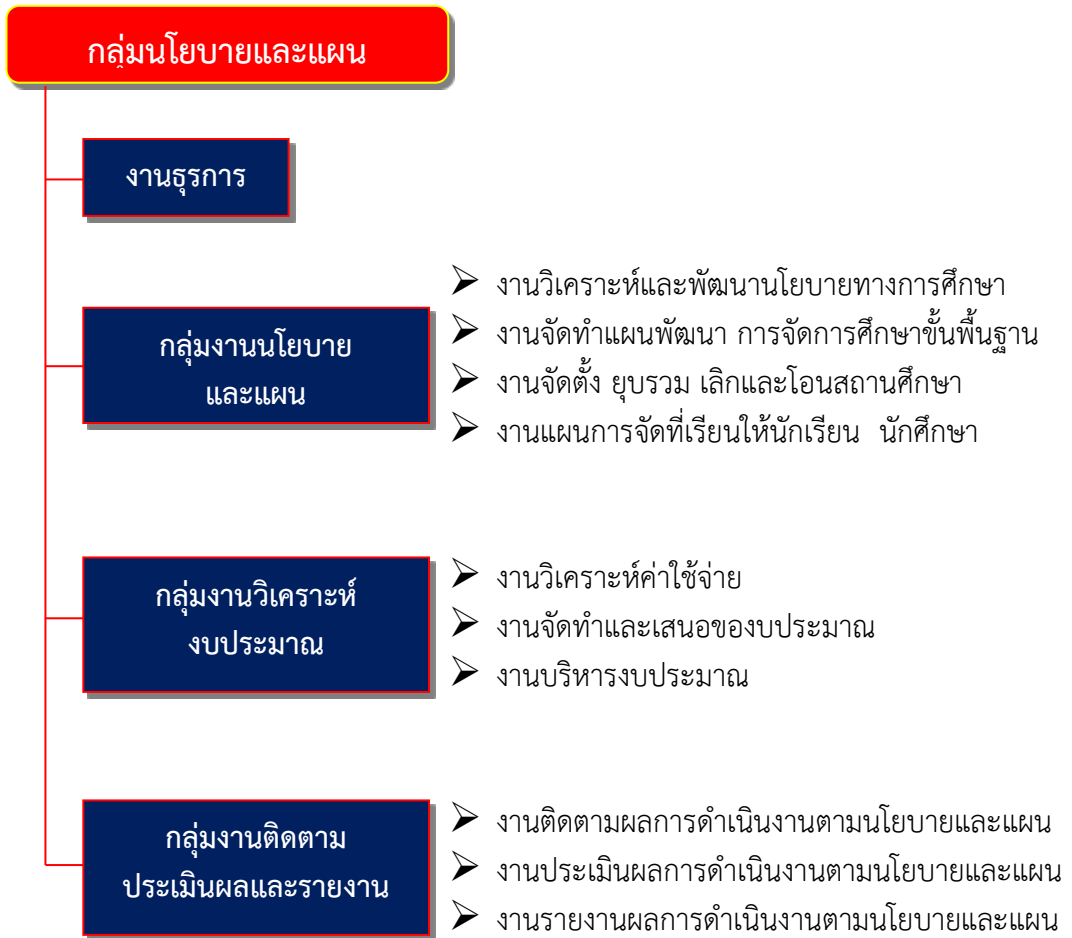 กลุ่มนโยบายและแผน
งานธุรการ
กลุ่มงานนโยบาย
และแผน
งานวิเคราะห์และพัฒนานโยบายทางการศึกษา
งานจัดทำแผนพัฒนา การจัดการศึกษาขั้นพื้นฐาน
งานจัดตั้ง ยุบรวม เลิกและโอนสถานศึกษา
งานแผนการจัดที่เรียนให้นักเรียน นักศึกษา
กลุ่มงานวิเคราะห์
งบประมาณ
งานวิเคราะห์ค่าใช้จ่าย
งานจัดทำและเสนอของบประมาณ
งานบริหารงบประมาณ
กลุ่มงานติดตาม
ประเมินผลและรายงาน
งานติดตามผลการดำเนินงานตามนโยบายและแผน
งานประเมินผลการดำเนินงานตามนโยบายและแผน
งานรายงานผลการดำเนินงานตามนโยบายและแผน